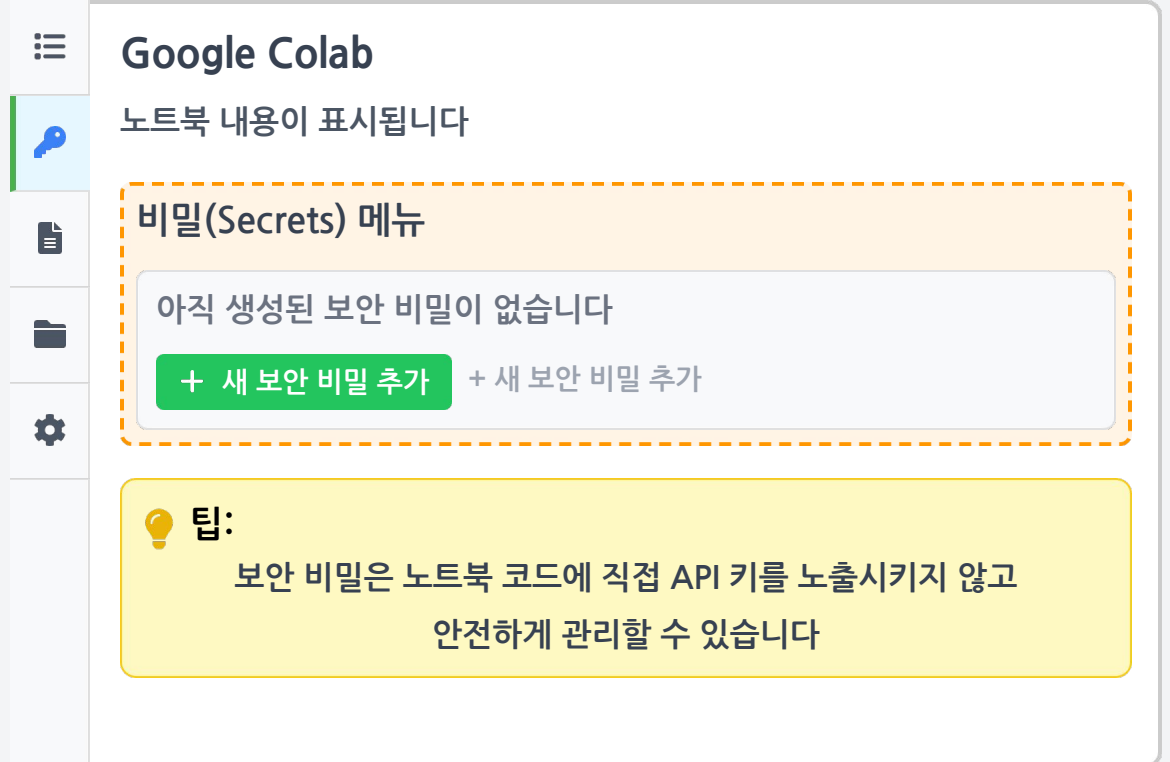 Google Colab
노트북 내용이 표시됩니다
비밀(Secrets) 메뉴
아직 생성된 보안 비밀이 없습니다
+ 새 보안 비밀 추가 + 새 보안 비밀 추가
팁:
보안 비밀은 노트북 코드에 직접 API 키를 노출시키지 않고
안전하게 관리할 수 있습니다